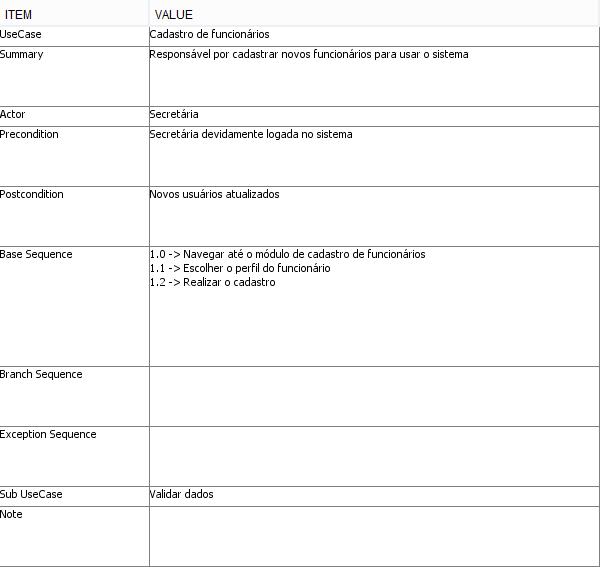 ITEM VALUE
UseCase Cadastro de funcionários
Summary Responsável por cadastrar novos funcionários para usar o sistema
Actor Secretária
Precondition Secretária devidamente logada no sistema
Postcondition Novos usuários atualizados
Base Sequence 1.0 -> Navegar até o módulo de cadastro de funcionários
1.1 -> Escolher o perfil do funcionário
1.2 -> Realizar o cadastro
Branch Sequence
Exception Sequence
Sub UseCase Validar dados
Note